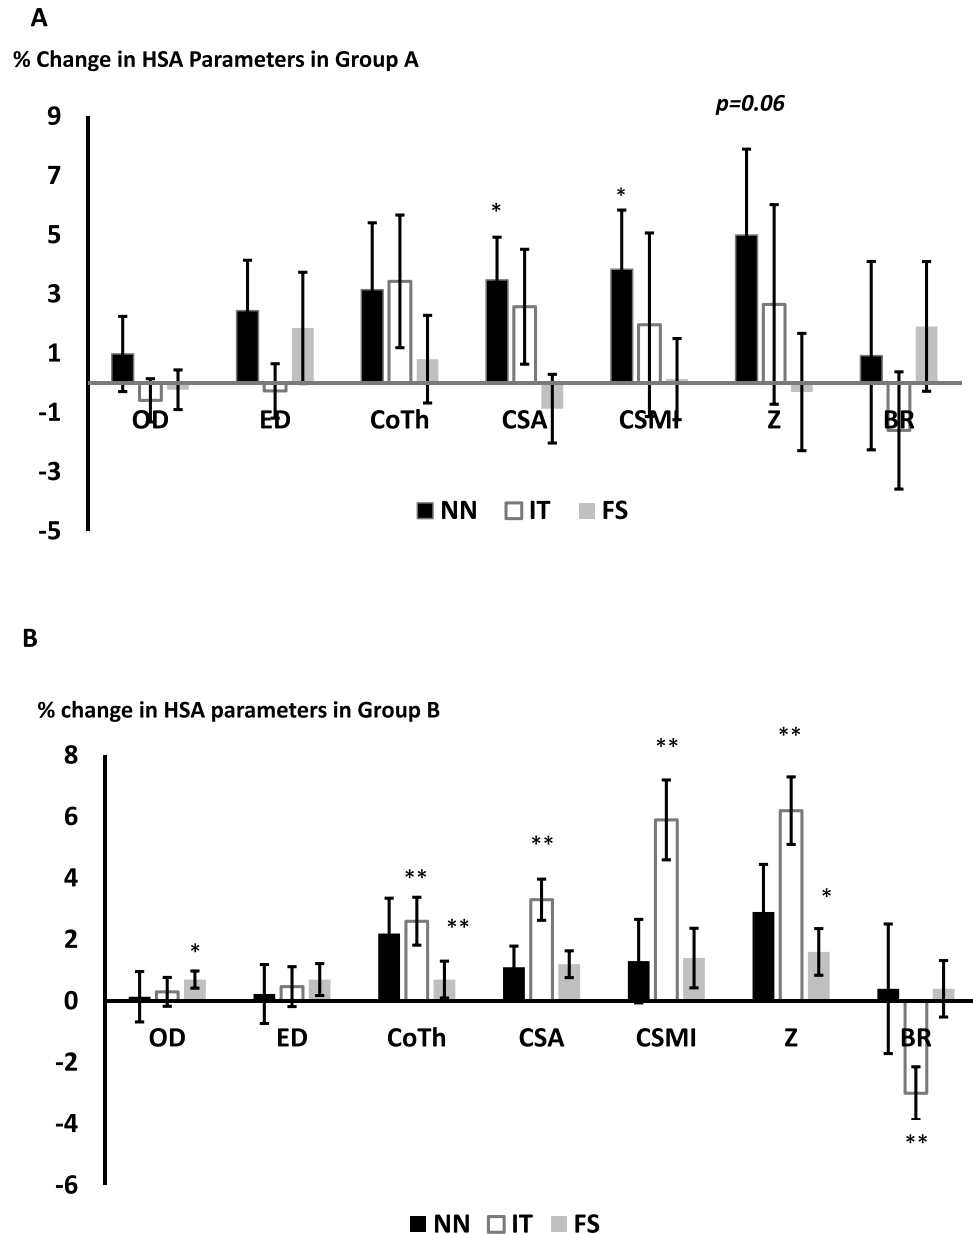 A
% Change in HSA Parameters in Group A
p=0.06
9
7
5
3
1
-1
-3
-5
*
*
OD ED CoTh CSA CSMI Z BR
NN IT FS
B
% change in HSA parameters in Group B
8
6
4
2
0
-2
-4
-6
**
**
**
**
*
**
*
**
OD ED CoTh CSA CSMI Z BR
NN IT FS